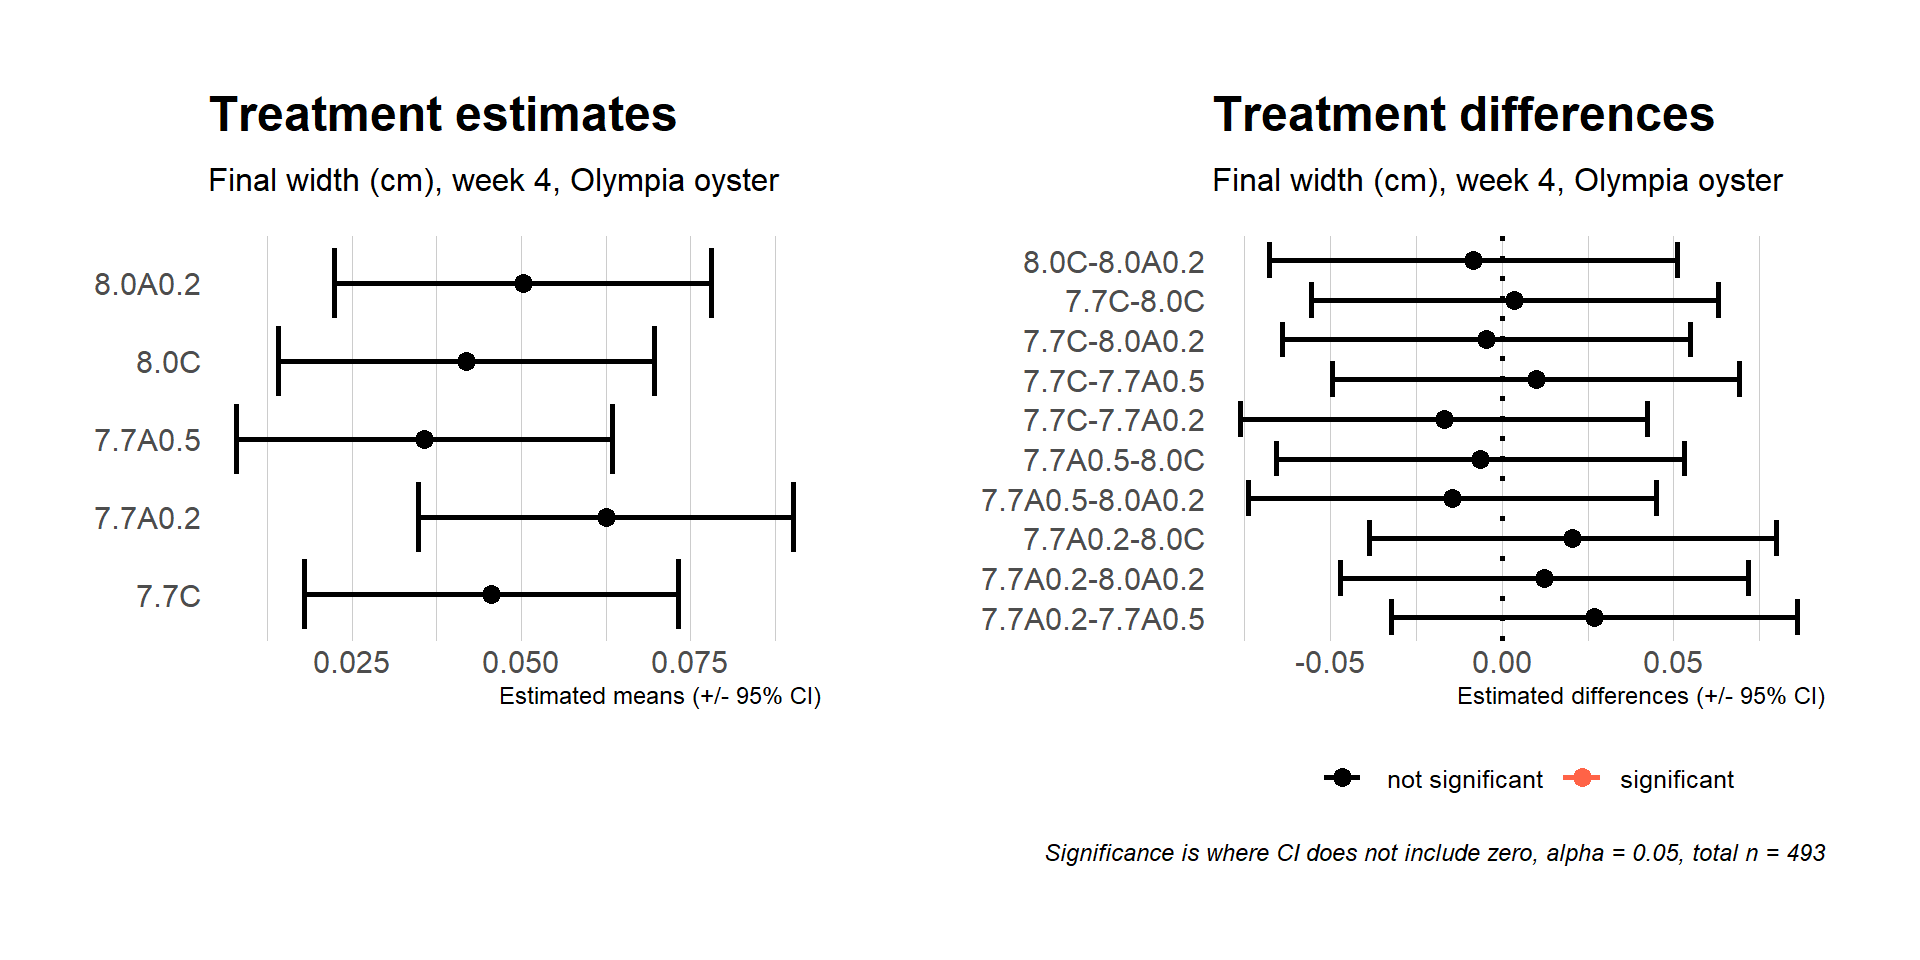 Treatment estimates
Final width (cm), week 4, Olympia oyster
8.0A0.2
8.0C
7.7A0.5
7.7A0.2
7.7C
0.025 0.050 0.075
Estimated means (+/- 95% CI)
Treatment differences
Final width (cm), week 4, Olympia oyster
8.0C-8.0A0.2
7.7C-8.0C
7.7C-8.0A0.2
7.7C-7.7A0.5
7.7C-7.7A0.2
7.7A0.5-8.0C
7.7A0.5-8.0A0.2
7.7A0.2-8.0C
7.7A0.2-8.0A0.2
7.7A0.2-7.7A0.5
-0.05 0.00 0.05
Estimated differences (+/- 95% CI)
not significant significant
Significance is where CI does not include zero, alpha = 0.05, total n = 493